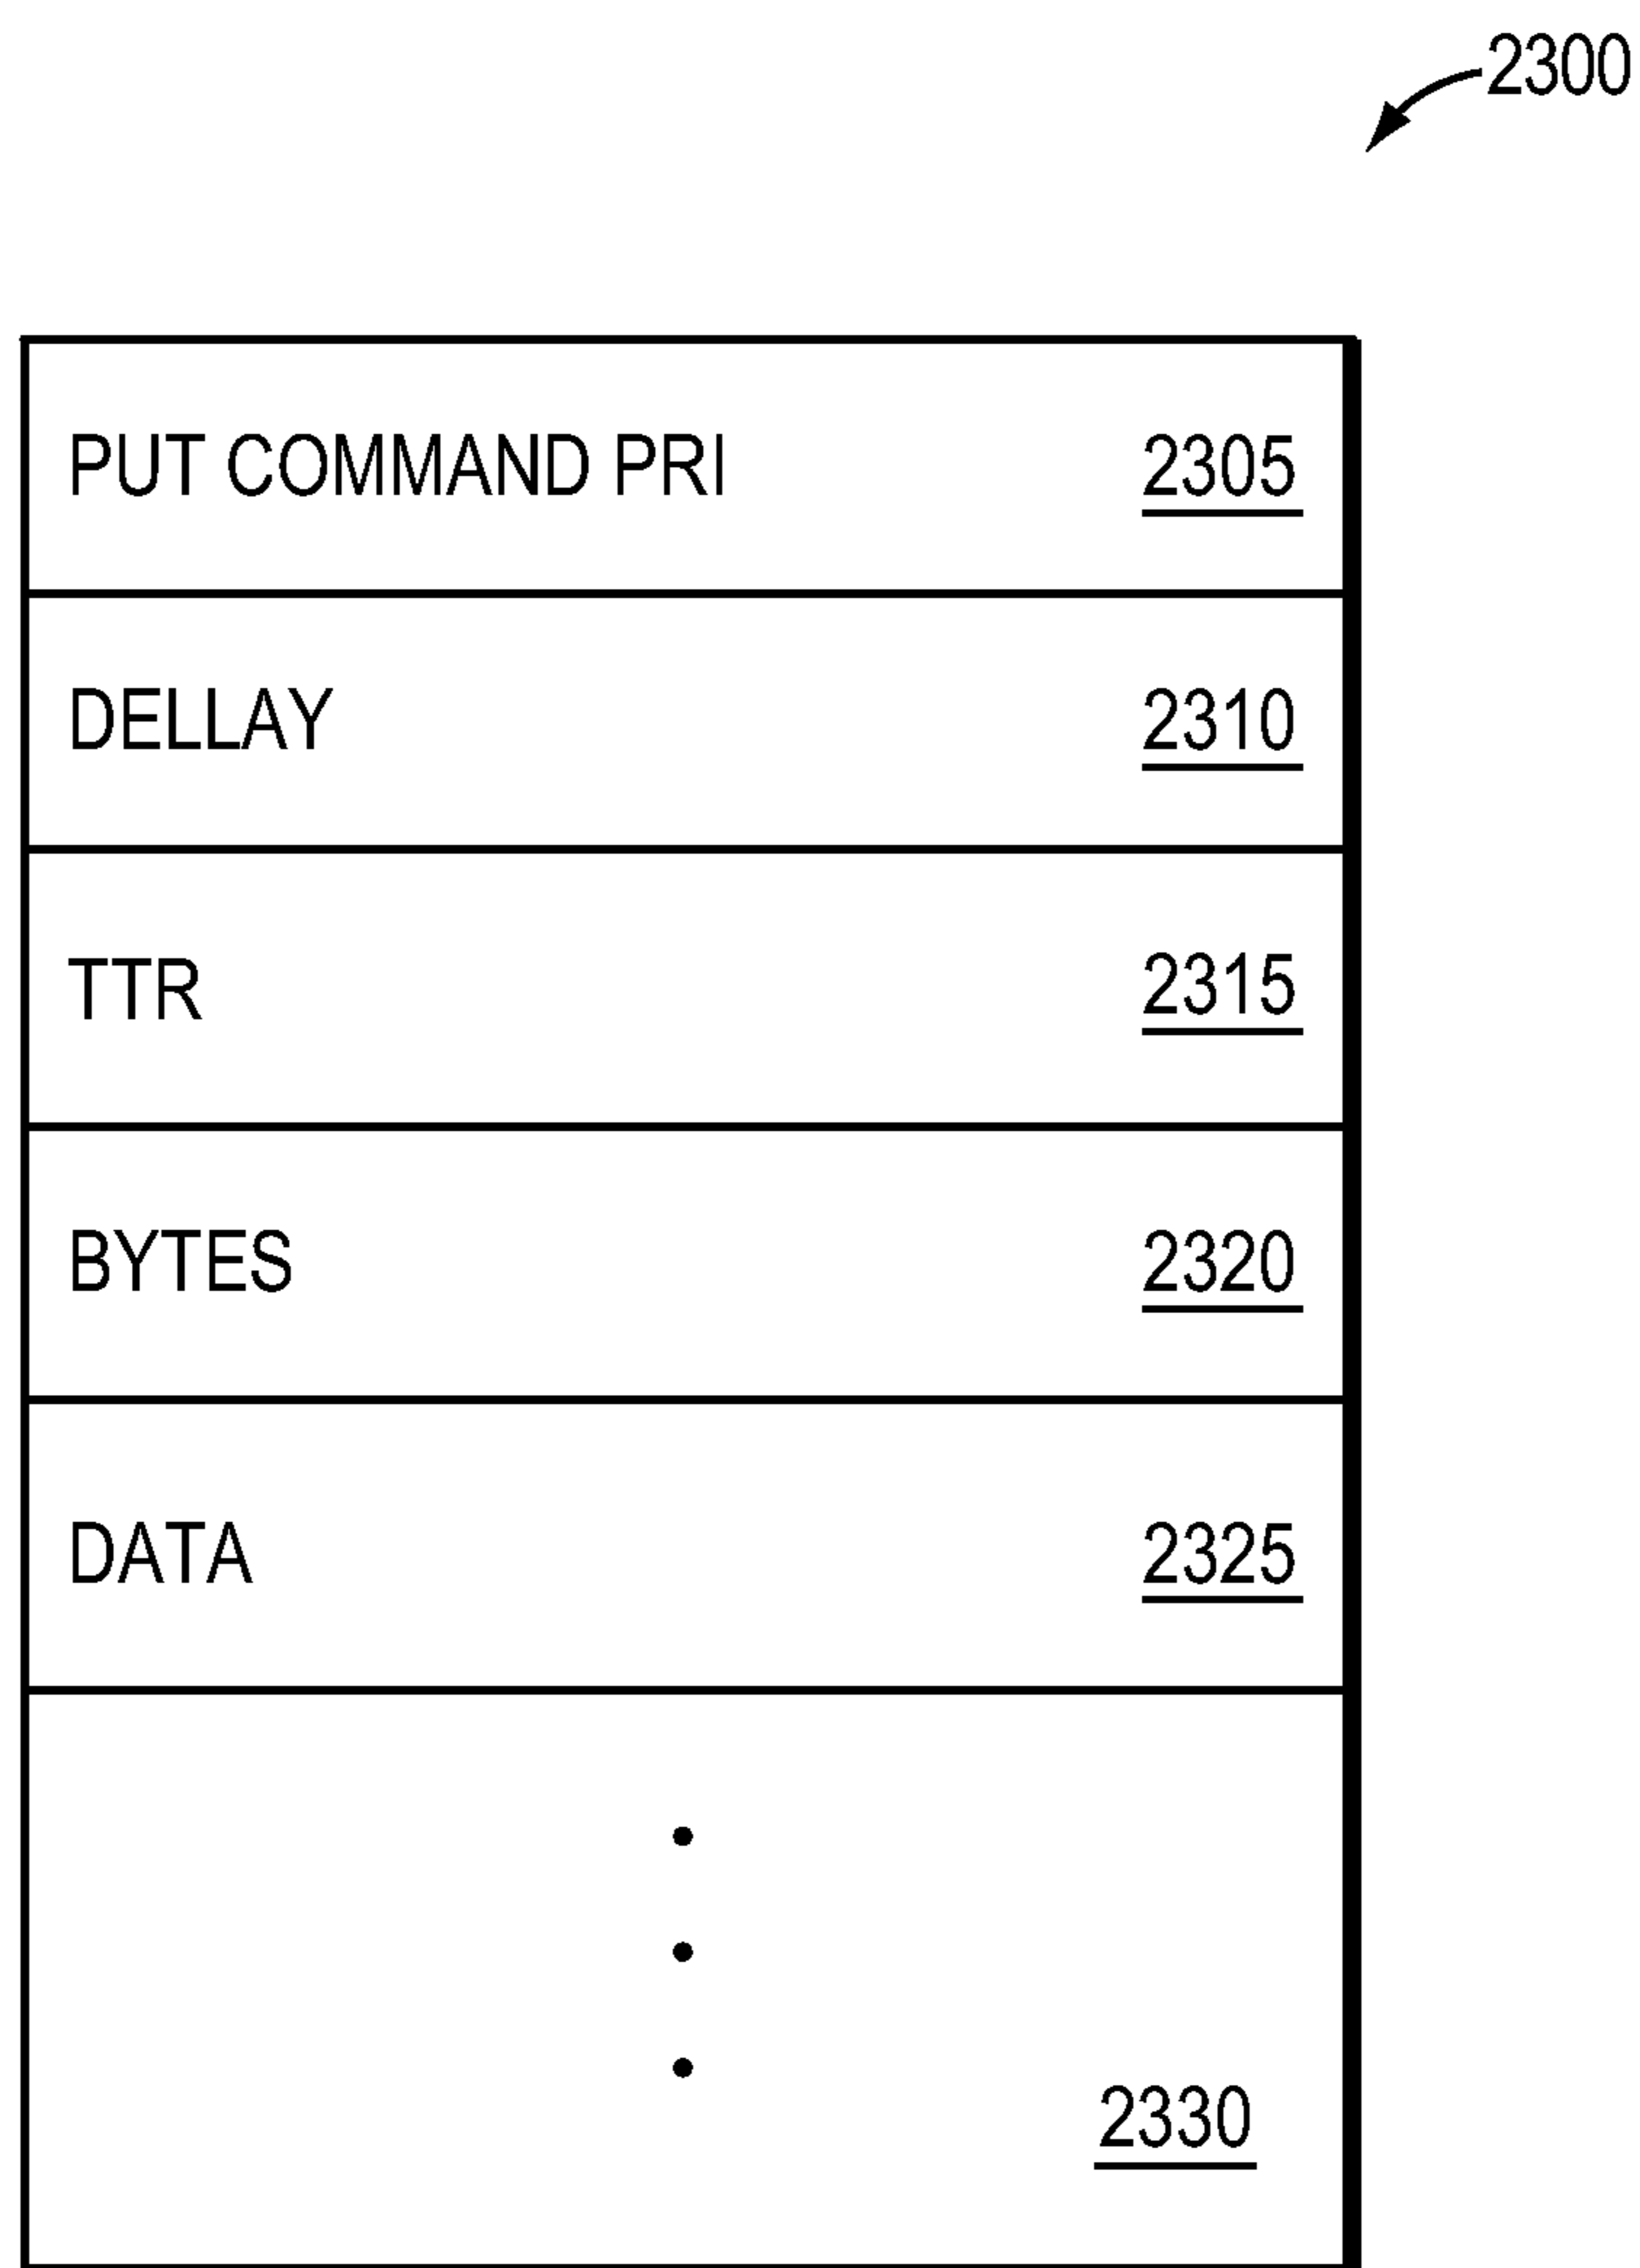 2300
PUT COMMAND PRI 2305
DELLAY 2310
TTR 2315
BYTES 2320
DATA 2325
2330